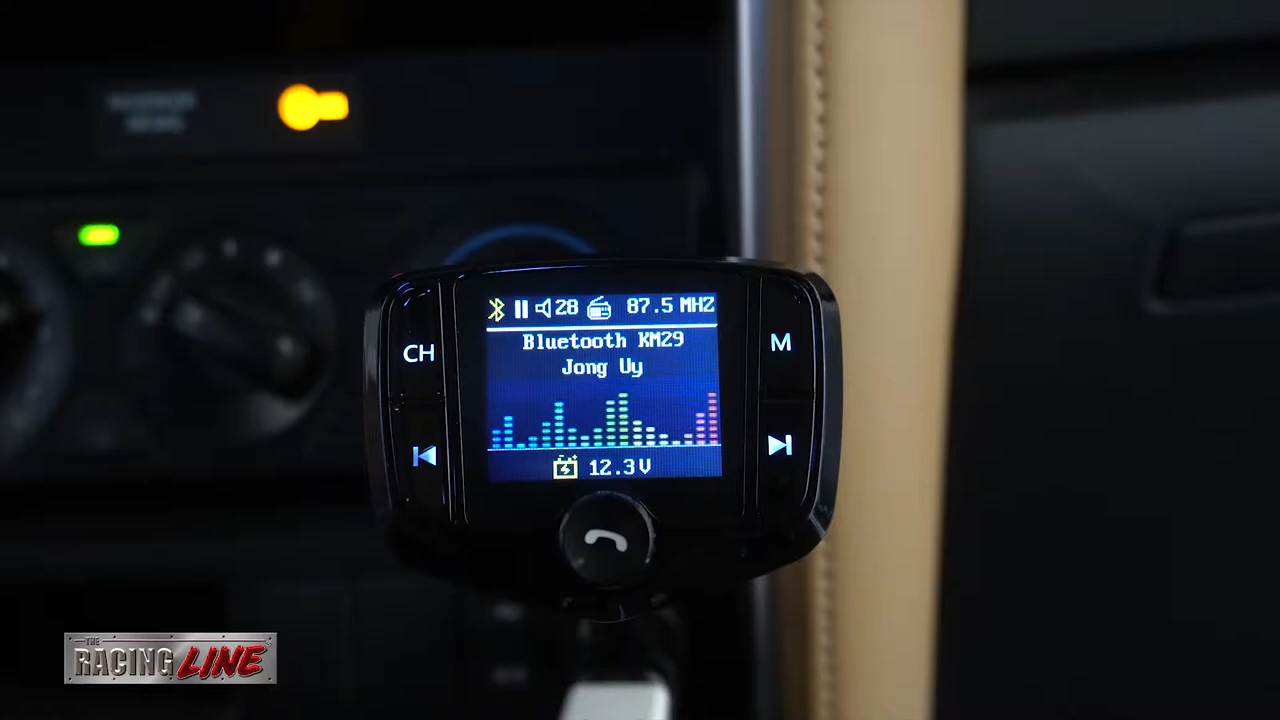 28 87.5 MHZ
Bluetooth KM29
Jong Uy
12.3V
CH
M
THE
RACING LINE